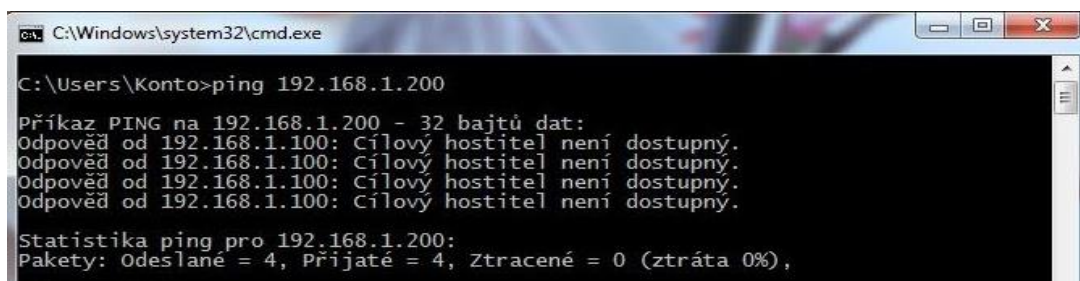 C:\Windows\system32\cmd.exe
C:\Users\Konto>ping 192.168.1.200
Příkaz PING na 192.168.1.200 - 32 bajtů dat:
Odpověď od 192.168.1.100: Cílový hostitel není dostupný.
Odpověď od 192.168.1.100: Cílový hostitel není dostupný.
Odpověď od 192.168.1.100: Cílový hostitel není dostupný.
Odpověď od 192.168.1.100: Cílový hostitel není dostupný.
Statistika ping pro 192.168.1.200:
Pakety: Odeslané = 4, Přijaté = 4, Ztracené = 0 (ztráta 0%),